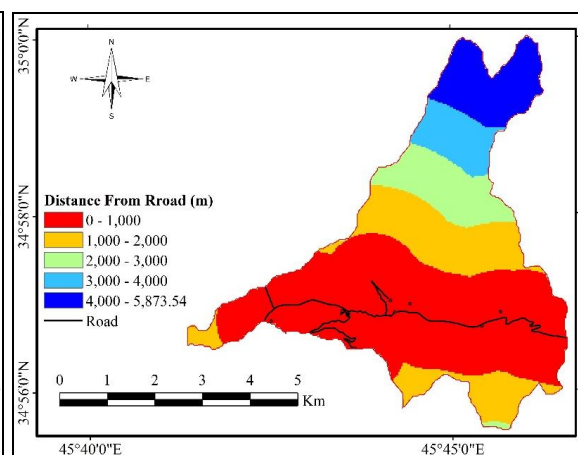 35°0'0"N
34°58'0"N
34°56'0"N
N
W E
S
Distance From Rroad (m)
0 - 1,000
1,000 - 2,000
2,000 - 3,000
3,000 - 4,000
4,000 - 5,873.54
Road
0 1 2 3 4 5
Km
45°40'0"E 45°45'0"E